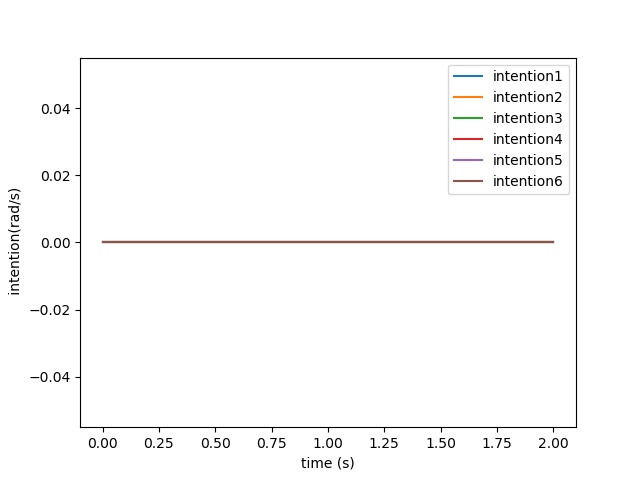 intention1
intention2
intention3
intention4
intention5
intention6
0.04
0.02
0.00
−0.02
−0.04
intention(rad/s)
0.00 0.25 0.50 0.75 1.00 1.25 1.50 1.75 2.00
time (s)